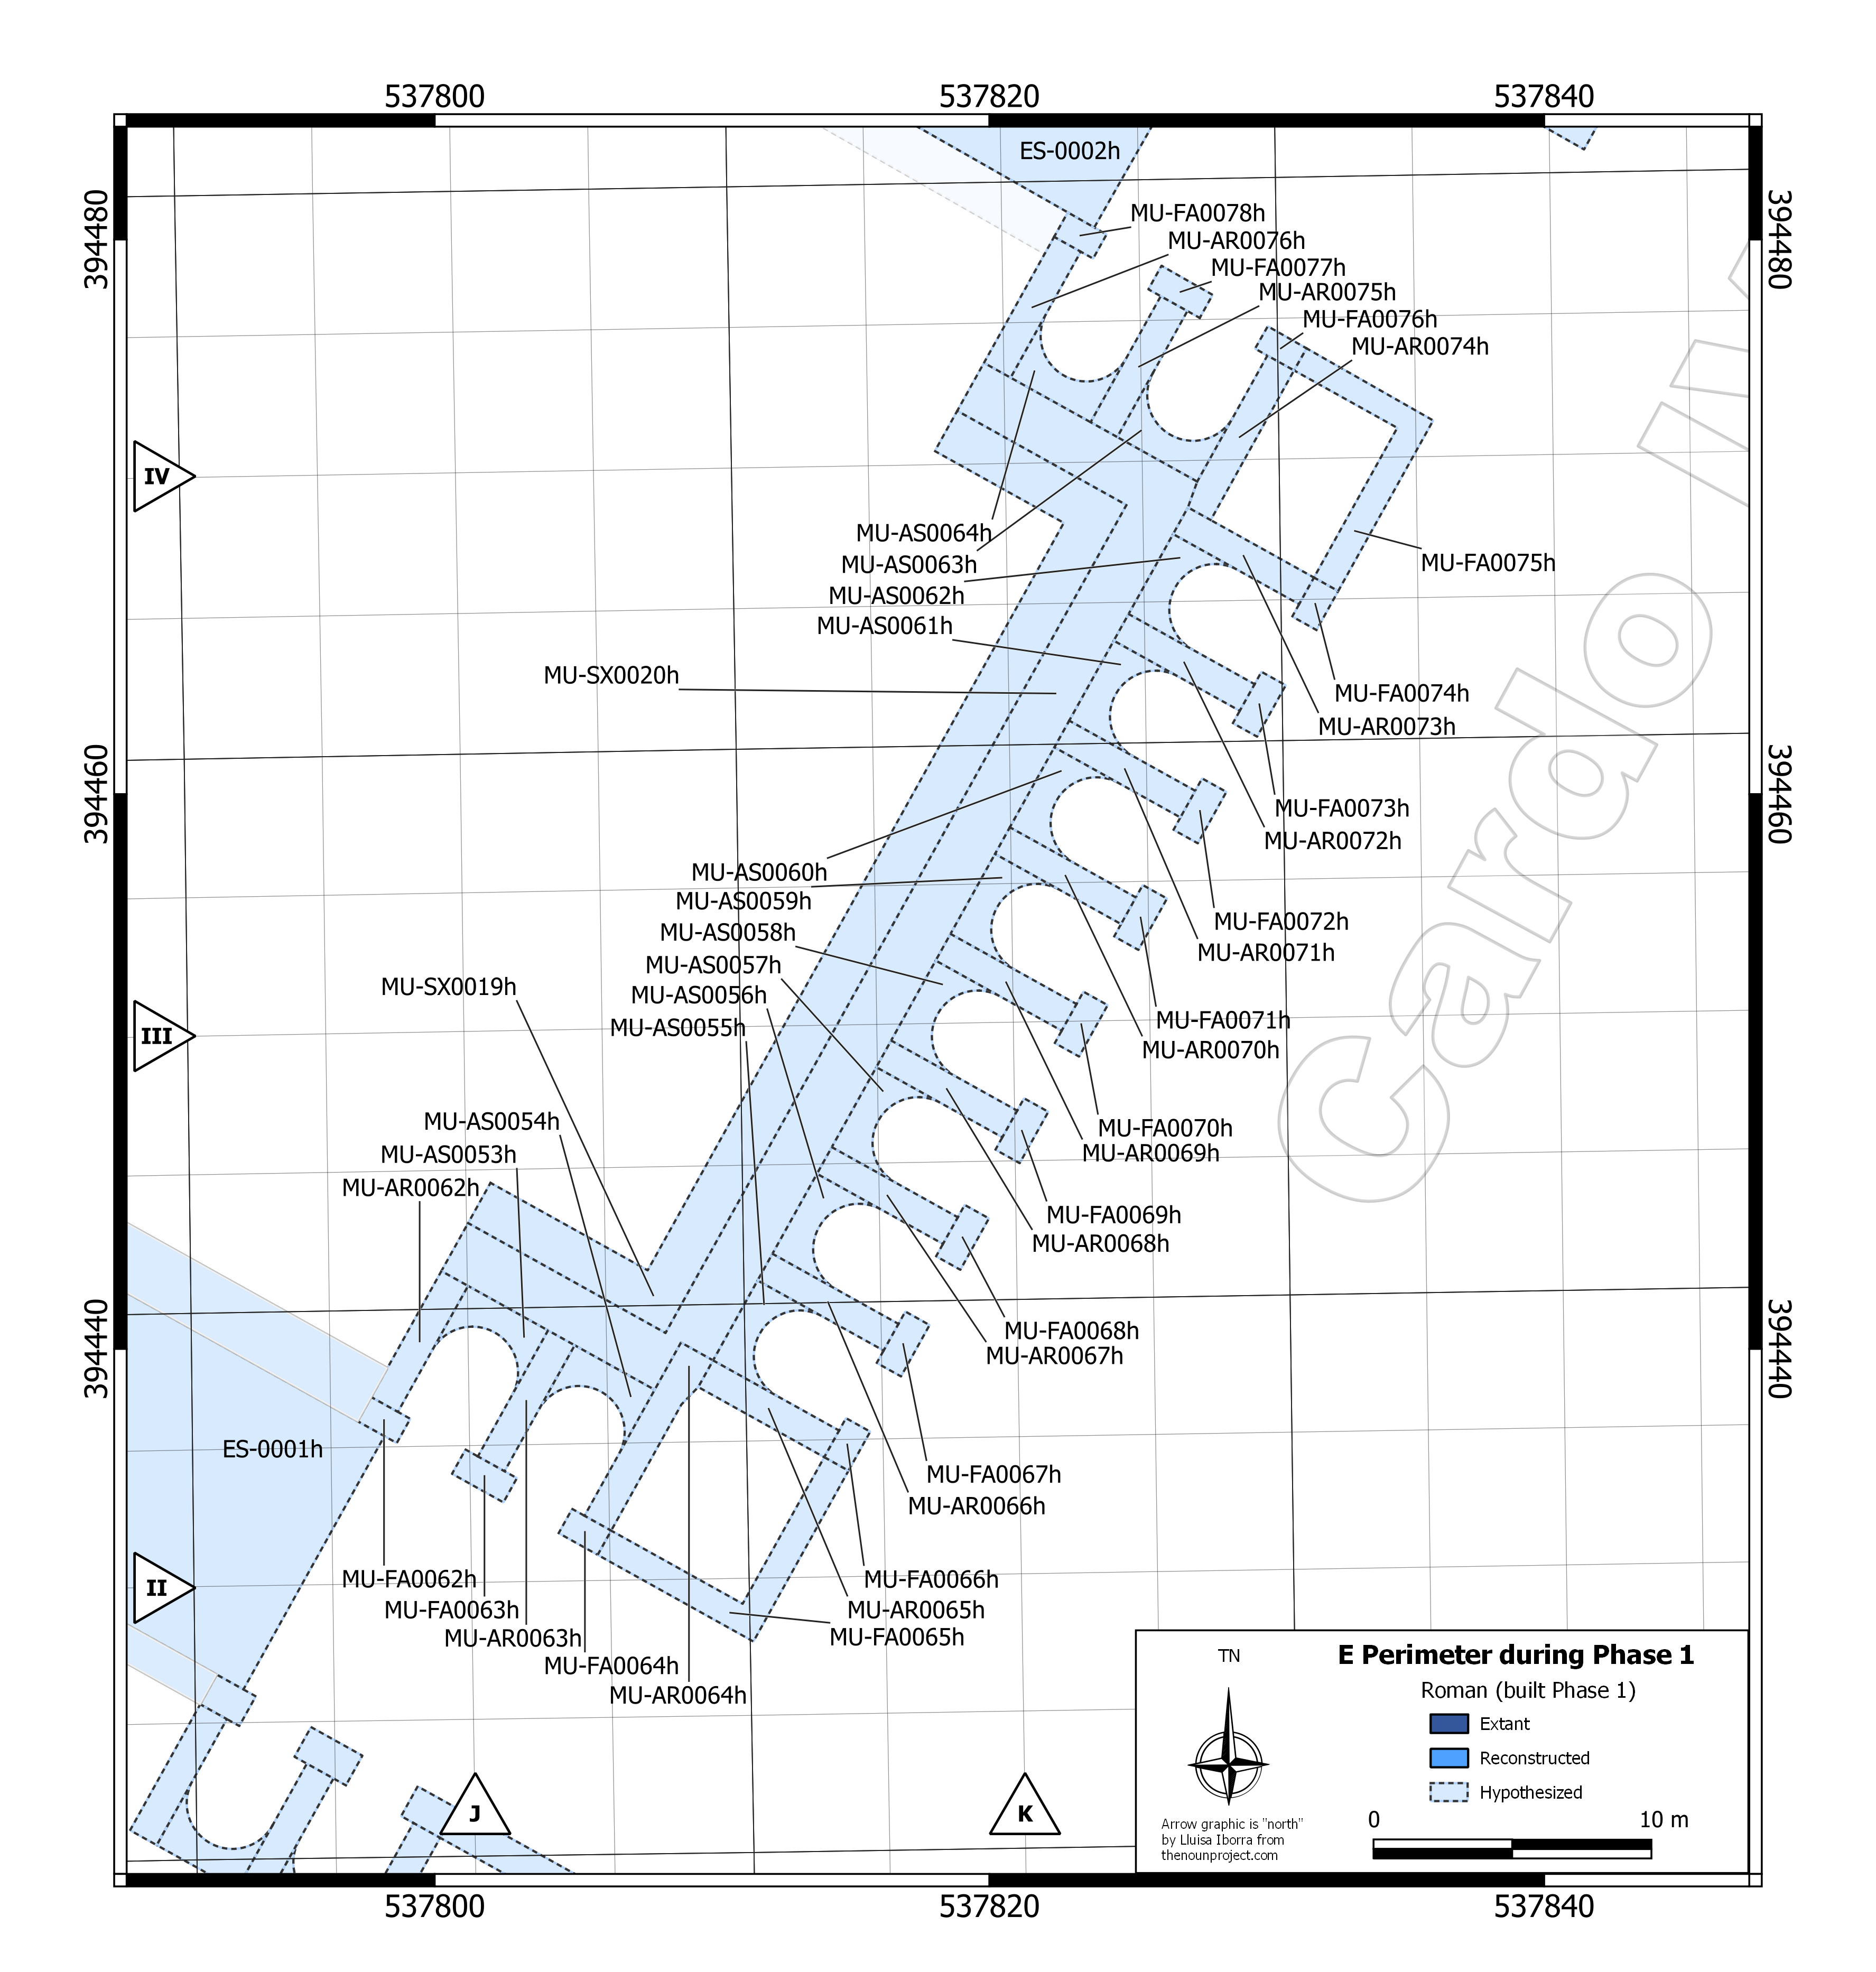 537800
537820
537840
394480
394480
ES-0002h
MU-FA0078h
MU-AR0076h
MU-FA0077h
MU-AR0075h
MU-FA0076h
MU-AR0074h
IV
MU-AS0064h
MU-AS0063h
MU-FA0075h
MU-AS0062h
MU-AS0061h
MU-SX0020h
MU-FA0074h
MU-AR0073h
394460
394460
MU-FA0073h
MU-AR0072h
MU-AS0060h
MU-AS0059h
MU-FA0072h
MU-AS0058h
MU-AR0071h
MU-AS0057h
MU-SX0019h
MU-AS0056h
MU-FA0071h
MU-AS0055h
III
MU-AR0070h
Cardo
MU-AS0054h
MU-FA0070h
MU-AS0053h
MU-AR0069h
MU-AR0062h
MU-FA0069h
MU-AR0068h
394440
394440
MU-FA0068h
MU-AR0067h
ES-0001h
MU-FA0067h
MU-AR0066h
II
MU-FA0062h
MU-FA0066h
MU-FA0063h
MU-AR0065h
MU-AR0063h
MU-FA0065h
MU-FA0064h
MU-AR0064h
J
K
TN
Arrow graphic is "north"
by Lluisa Iborra from
thenounproject.com
E Perimeter during Phase 1
Roman (built Phase 1)
Extant
Reconstructed
Hypothesized
0
10 m
537800
537820
537840